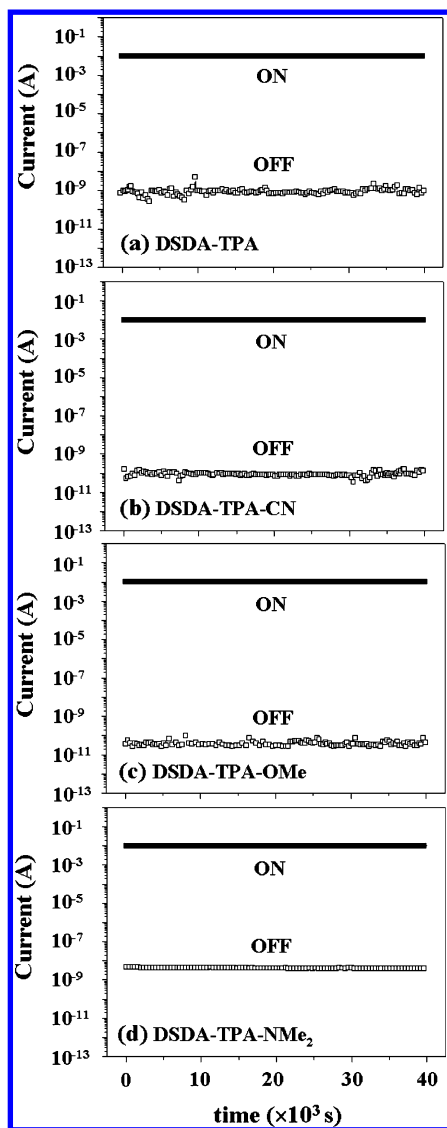 Current (A)
10⁻¹
10⁻³
10⁻⁵
10⁻⁷
10⁻⁹
10⁻¹¹
10⁻¹³
ON
OFF
(a) DSDA-TPA
Current (A)
10⁻¹
10⁻³
10⁻⁵
10⁻⁷
10⁻⁹
10⁻¹¹
10⁻¹³
ON
OFF
(b) DSDA-TPA-CN
Current (A)
10⁻¹
10⁻³
10⁻⁵
10⁻⁷
10⁻⁹
10⁻¹¹
10⁻¹³
ON
OFF
(c) DSDA-TPA-OMe
Current (A)
10⁻¹
10⁻³
10⁻⁵
10⁻⁷
10⁻⁹
10⁻¹¹
10⁻¹³
ON
OFF
(d) DSDA-TPA-NMe₂
0 10 20 30 40
time (×10³ s)